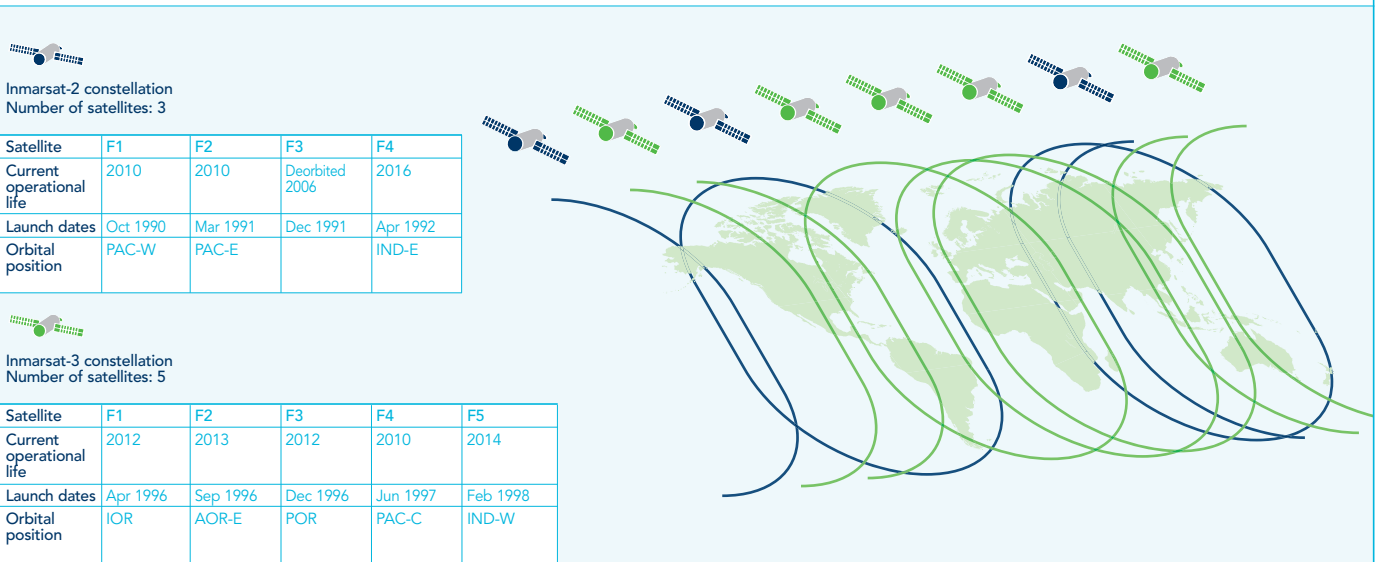 Inmarsat-2 constellation
Number of satellites: 3
Satellite F1 F2 F3 F4
Current operational life 2010 2010 Deorbited 2006 2016
Launch dates Oct 1990 Mar 1991 Dec 1991 Apr 1992
Orbital position PAC-W PAC-E IND-E
Inmarsat-3 constellation
Number of satellites: 5
Satellite F1 F2 F3 F4 F5
Current operational life 2012 2013 2012 2010 2014
Launch dates Apr 1996 Sep 1996 Dec 1996 Jun 1997 Feb 1998
Orbital position IOR AOR-E POR PAC-C IND-W